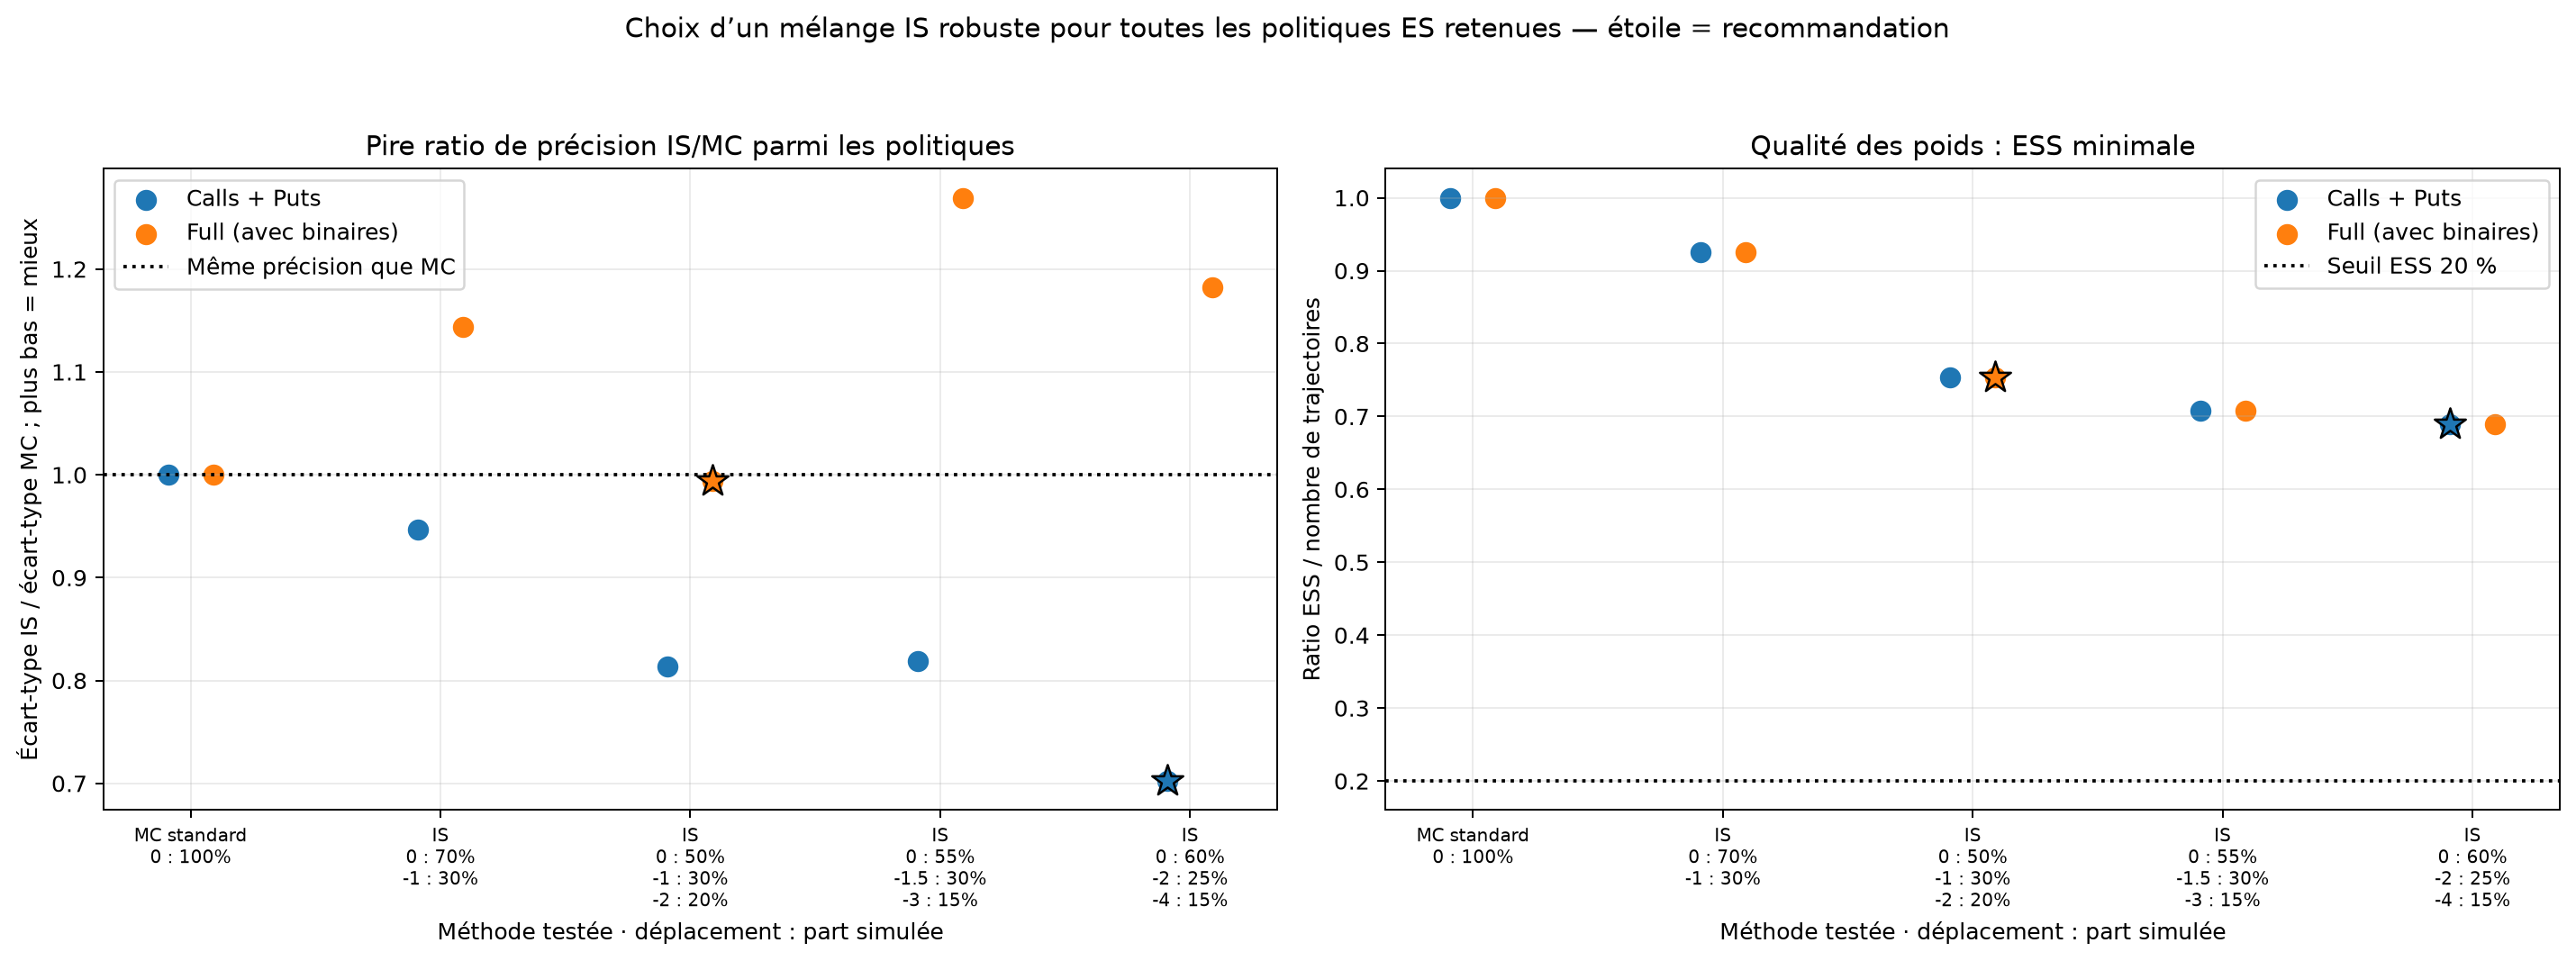 Choix d’un mélange IS robuste pour toutes les politiques ES retenues — étoile = recommandation
Pire ratio de précision IS/MC parmi les politiques
Écart-type IS / écart-type MC ; plus bas = mieux
Calls + Puts
Full (avec binaires)
Même précision que MC
1.2
1.1
1.0
0.9
0.8
0.7
MC standard
0 : 100%
IS
0 : 70%
-1 : 30%
IS
0 : 50%
-1 : 30%
-2 : 20%
IS
0 : 55%
-1.5 : 30%
-3 : 15%
IS
0 : 60%
-2 : 25%
-4 : 15%
Méthode testée · déplacement : part simulée
Qualité des poids : ESS minimale
Ratio ESS / nombre de trajectoires
Calls + Puts
Full (avec binaires)
Seuil ESS 20 %
1.0
0.9
0.8
0.7
0.6
0.5
0.4
0.3
0.2
MC standard
0 : 100%
IS
0 : 70%
-1 : 30%
IS
0 : 50%
-1 : 30%
-2 : 20%
IS
0 : 55%
-1.5 : 30%
-3 : 15%
IS
0 : 60%
-2 : 25%
-4 : 15%
Méthode testée · déplacement : part simulée